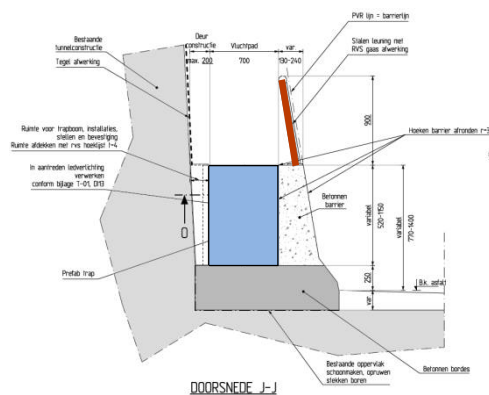 PVR lijn = barrierlijn
Stalen leuning met
RVS gaas afwerking
Deur
constructie
Vluchtpad
var
max. 200
700
130-240
Bestaande
tunnelconstructie
Tegel afwerking
900
Ruimte voor trapboom, installaties,
stellen en bevestiging
Ruimte afdekken met rvs hoeklijst t=4
Hoeken barrier afronden r=3
In aantreden ledverlichting
verwerken
conform bijlage T-01, D13
Betonnen
barrier
variabel
520-1150
variabel
770-1400
O
Prefab trap
250
B.k. asfalt
var
Bestaande oppervlak
schoonmaken, opruwen
stekken boren
Betonnen bordes
DOORSNEDE J-J